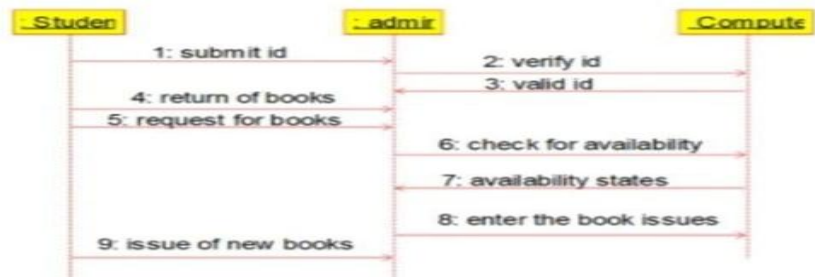 : Studen
: admir
Compute
1: submit id
2: verify id
3: valid id
4: return of books
5: request for books
6: check for availability
7: availability states
8: enter the book issues
9: issue of new books